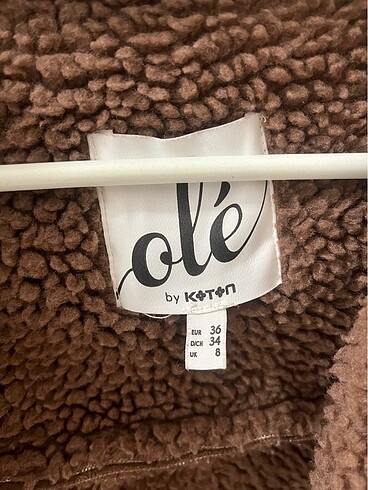 olé
by KOTON
EUR 36
D/CH 34
UK 8